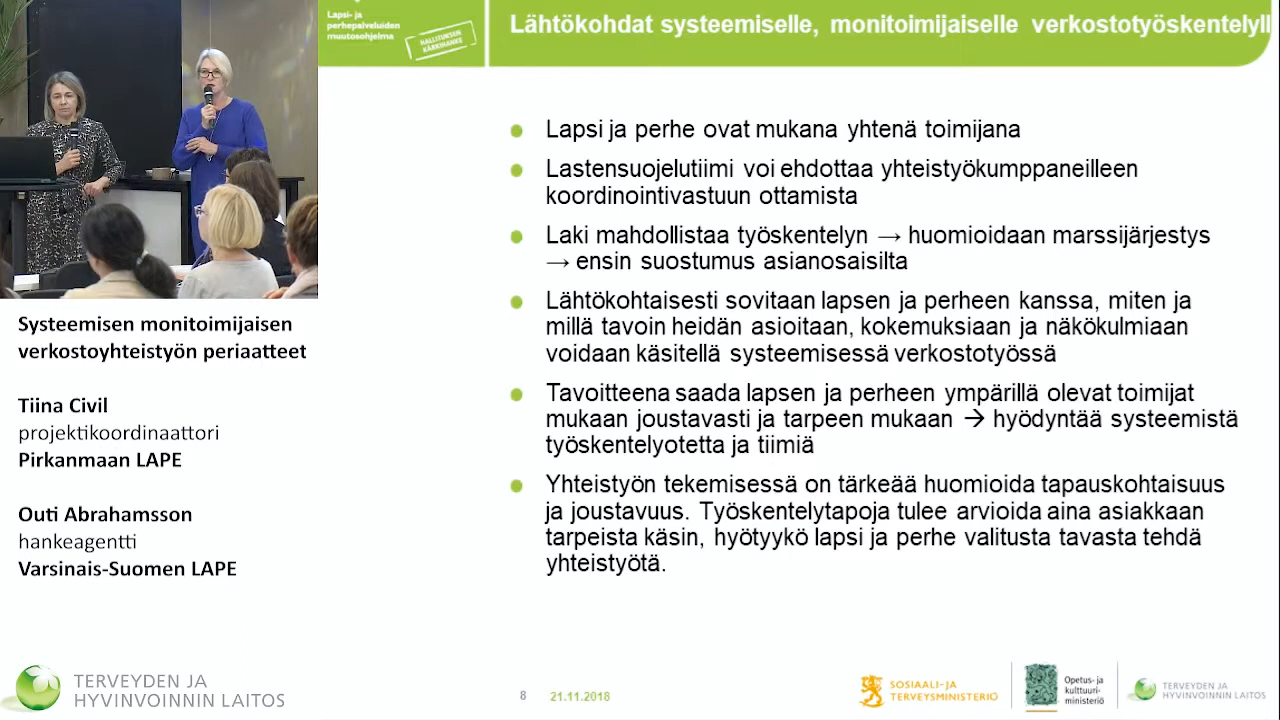 Lapsi- ja
perhepalveluiden
muutosohjelma
HALLITUKSEN
KÄRKIHANKE
Lähtökohdat systeemiselle, monitoimijaiselle verkostotyöskentelyll
Lapsi ja perhe ovat mukana yhtenä toimijana
Lastensuojelutiimi voi ehdottaa yhteistyökumppaneilleen
koordinointivastuun ottamista
Laki mahdollistaa työskentelyn → huomioidaan marssijärjestys
→ ensin suostumus asianosaisilta
Lähtökohtaisesti sovitaan lapsen ja perheen kanssa, miten ja
millä tavoin heidän asioitaan, kokemuksiaan ja näkökulmiaan
voidaan käsitellä systeemisessä verkostotyössä
Tavoitteena saada lapsen ja perheen ympärillä olevat toimijat
mukaan joustavasti ja tarpeen mukaan → hyödyntää systeemistä
työskentelyotetta ja tiimiä
Yhteistyön tekemisessä on tärkeää huomioida tapauskohtaisuus
ja joustavuus. Työskentelytapoja tulee arvioida aina asiakkaan
tarpeista käsin, hyötyykö lapsi ja perhe valitusta tavasta tehdä
yhteistyötä.
Systeemisen monitoimijaisen
verkostoyhteistyön periaatteet
Tiina Civil
projektikoordinaattori
Pirkanmaan LAPE
Outi Abrahamsson
hankeagentti
Varsinais-Suomen LAPE
TERVEYDEN JA
HYVINVOINNIN LAITOS
8 21.11.2018
SOSIAALI- JA
TERVEYSMINISTERIÖ
Opetus- ja
kulttuuri-
ministeriö
TERVEYDEN JA
HYVINVOINNIN LAITOS